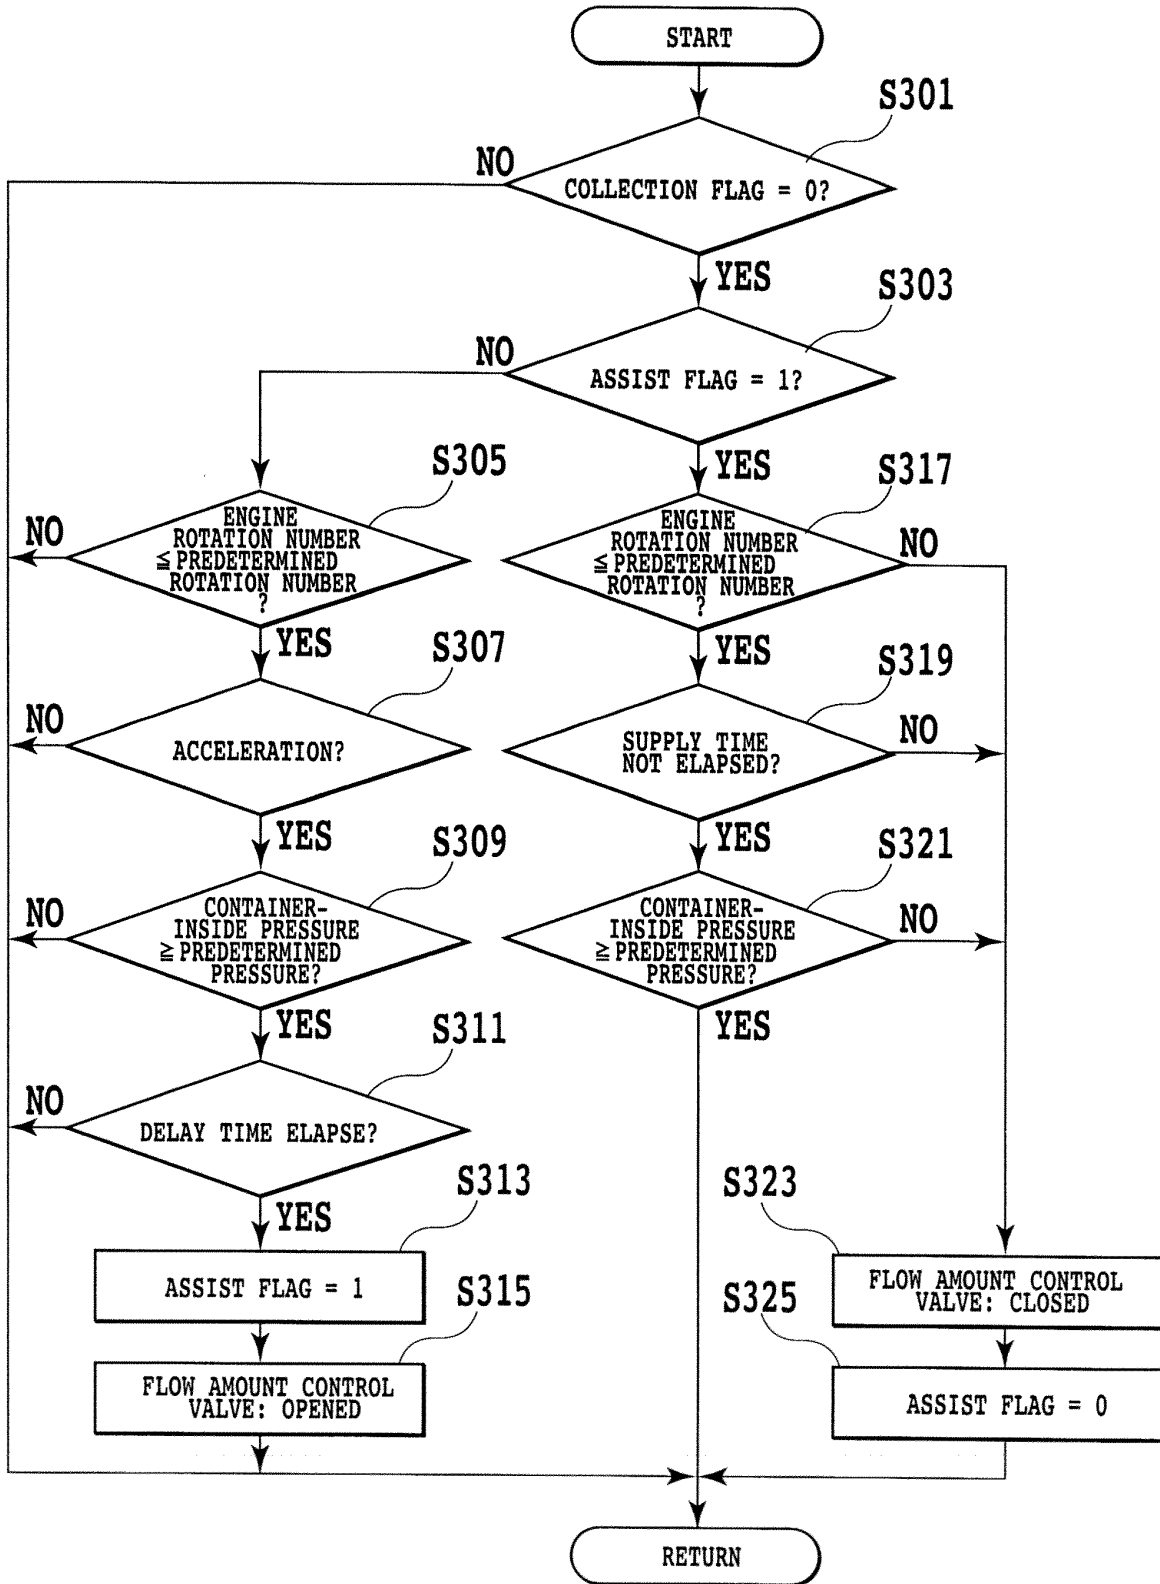 START
S301
NO
COLLECTION FLAG = 0?
YES
S303
NO
ASSIST FLAG = 1?
YES
S305
NO
ENGINE
ROTATION NUMBER
≦PREDETERMINED
ROTATION NUMBER
?
YES
S307
NO
ACCELERATION?
YES
S309
NO
CONTAINER-
INSIDE PRESSURE
≧PREDETERMINED
PRESSURE?
YES
S311
NO
DELAY TIME ELAPSE?
YES
S313
ASSIST FLAG = 1
S315
FLOW AMOUNT CONTROL
VALVE: OPENED
S317
ENGINE
ROTATION NUMBER
≦PREDETERMINED
ROTATION NUMBER
?
NO
YES
S319
SUPPLY TIME
NOT ELAPSED?
NO
YES
S321
CONTAINER-
INSIDE PRESSURE
≧PREDETERMINED
PRESSURE?
NO
YES
S323
FLOW AMOUNT CONTROL
VALVE: CLOSED
S325
ASSIST FLAG = 0
RETURN